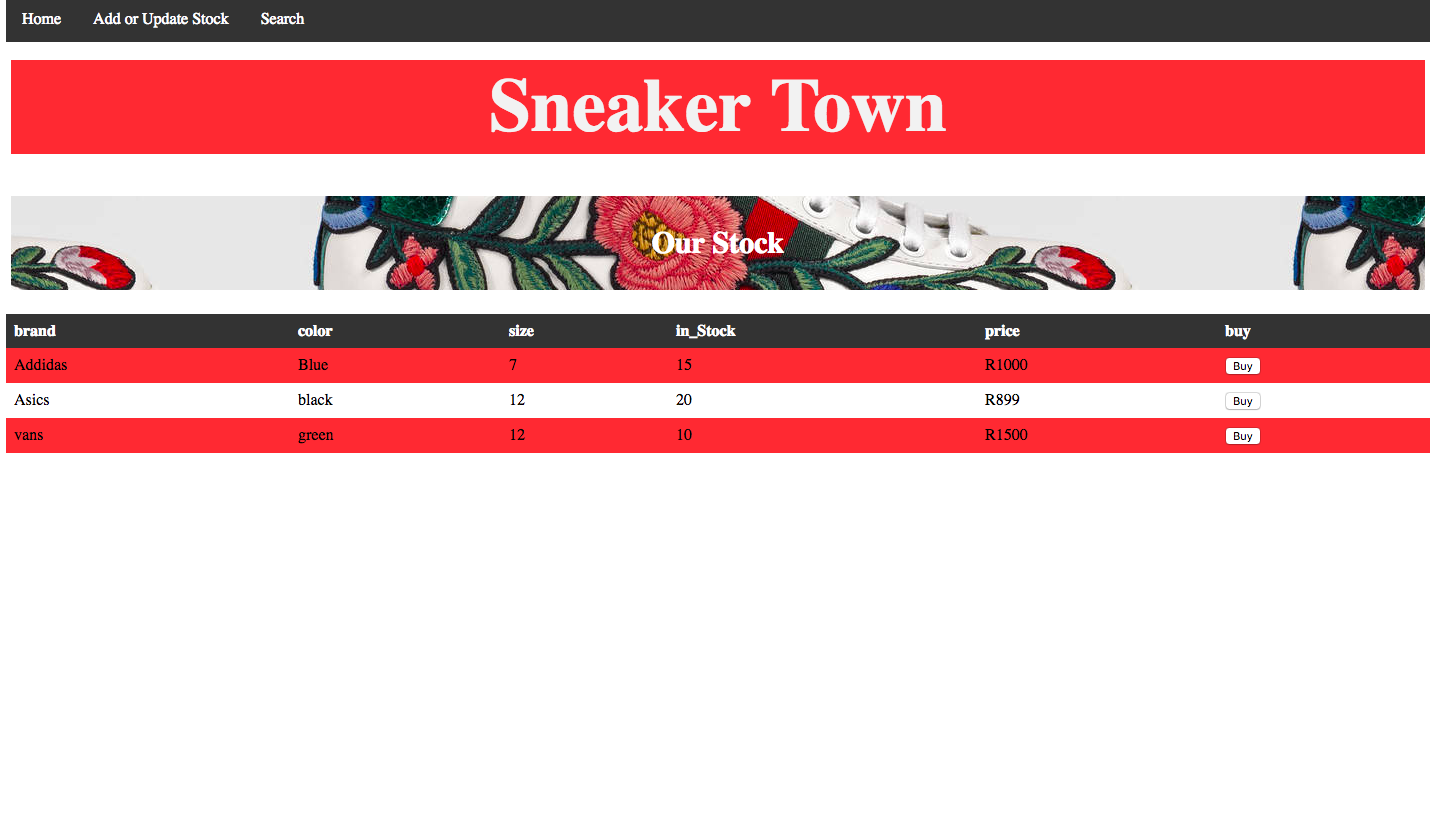 Home Add or Update Stock Search
Sneaker Town
Our Stock
brand color size in_Stock price buy
Addidas Blue 7 15 R1000 Buy
Asics black 12 20 R899 Buy
vans green 12 10 R1500 Buy